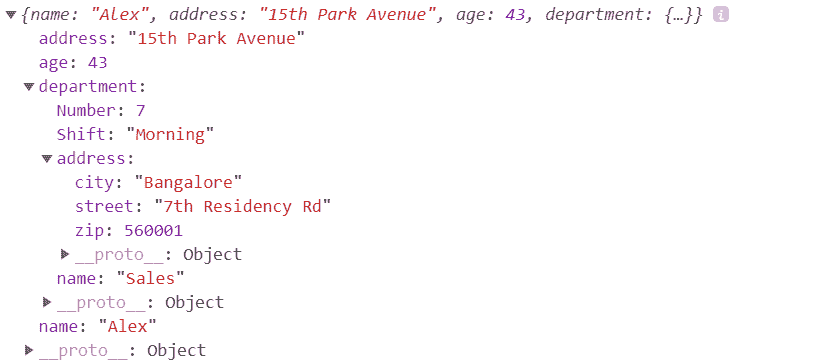 ▼{name: "Alex", address: "15th Park Avenue", age: 43, department: {…}} i
address: "15th Park Avenue"
age: 43
▼department:
Number: 7
Shift: "Morning"
▼address:
city: "Bangalore"
street: "7th Residency Rd"
zip: 560001
▶__proto__: Object
name: "Sales"
▶__proto__: Object
name: "Alex"
▶__proto__: Object